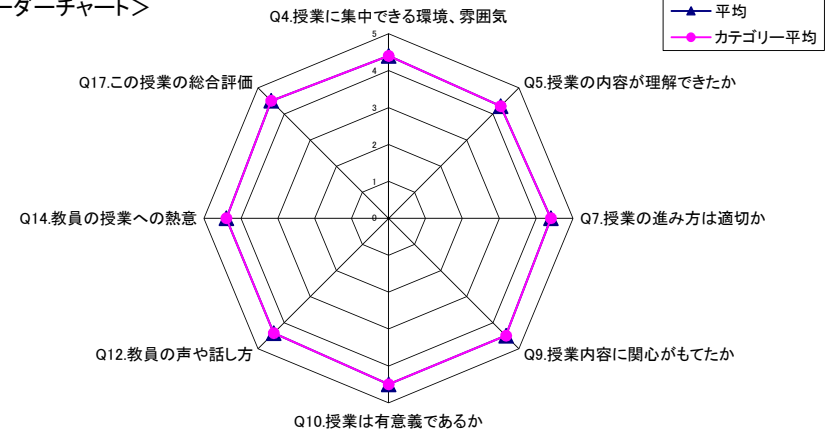 ーダーチャート＞
平均
カテゴリー平均
Q4.授業に集中できる環境、雰囲気
Q5.授業の内容が理解できたか
Q7.授業の進み方は適切か
Q9.授業内容に関心がもてたか
Q10.授業は有意義であるか
Q12.教員の声や話し方
Q14.教員の授業への熱意
Q17.この授業の総合評価
5
4
3
2
1
0